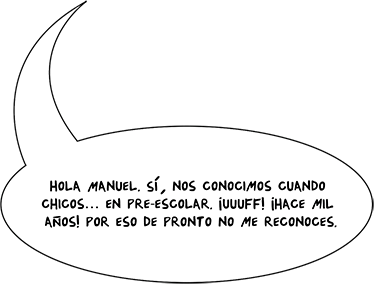 HOLA MANUEL. SÍ, NOS CONOCIMOS CUANDO
CHICOS... EN PRE-ESCOLAR. ¡UUUFF! ¡HACE MIL
AÑOS! POR ESO DE PRONTO NO ME RECONOCES.